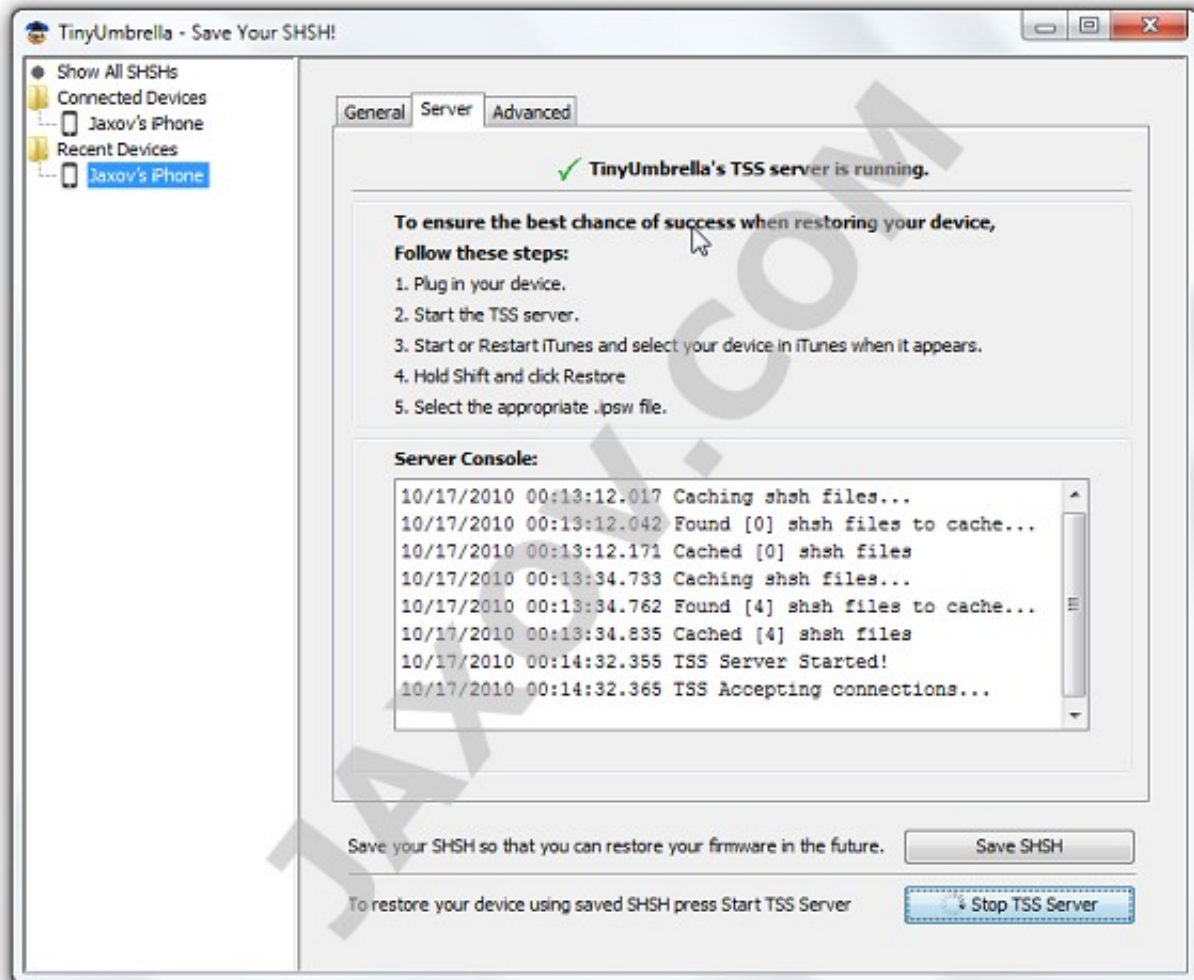 TinyUmbrella - Save Your SHSH!
Show All SHSHs
Connected Devices
Jaxov's iPhone
Recent Devices
Jaxov's iPhone
General Server Advanced
TinyUmbrella's TSS server is running.
To ensure the best chance of success when restoring your device,
Follow these steps:
1. Plug in your device.
2. Start the TSS server.
3. Start or Restart iTunes and select your device in iTunes when it appears.
4. Hold Shift and click Restore
5. Select the appropriate .ipsw file.
Server Console:
10/17/2010 00:13:12.017 Caching shsh files...
10/17/2010 00:13:12.042 Found [0] shsh files to cache...
10/17/2010 00:13:12.171 Cached [0] shsh files
10/17/2010 00:13:34.733 Caching shsh files...
10/17/2010 00:13:34.762 Found [4] shsh files to cache...
10/17/2010 00:13:34.835 Cached [4] shsh files
10/17/2010 00:14:32.355 TSS Server Started!
10/17/2010 00:14:32.365 TSS Accepting connections...
Save your SHSH so that you can restore your firmware in the future.
Save SHSH
To restore your device using saved SHSH press Start TSS Server
Stop TSS Server
JAXOV.COM